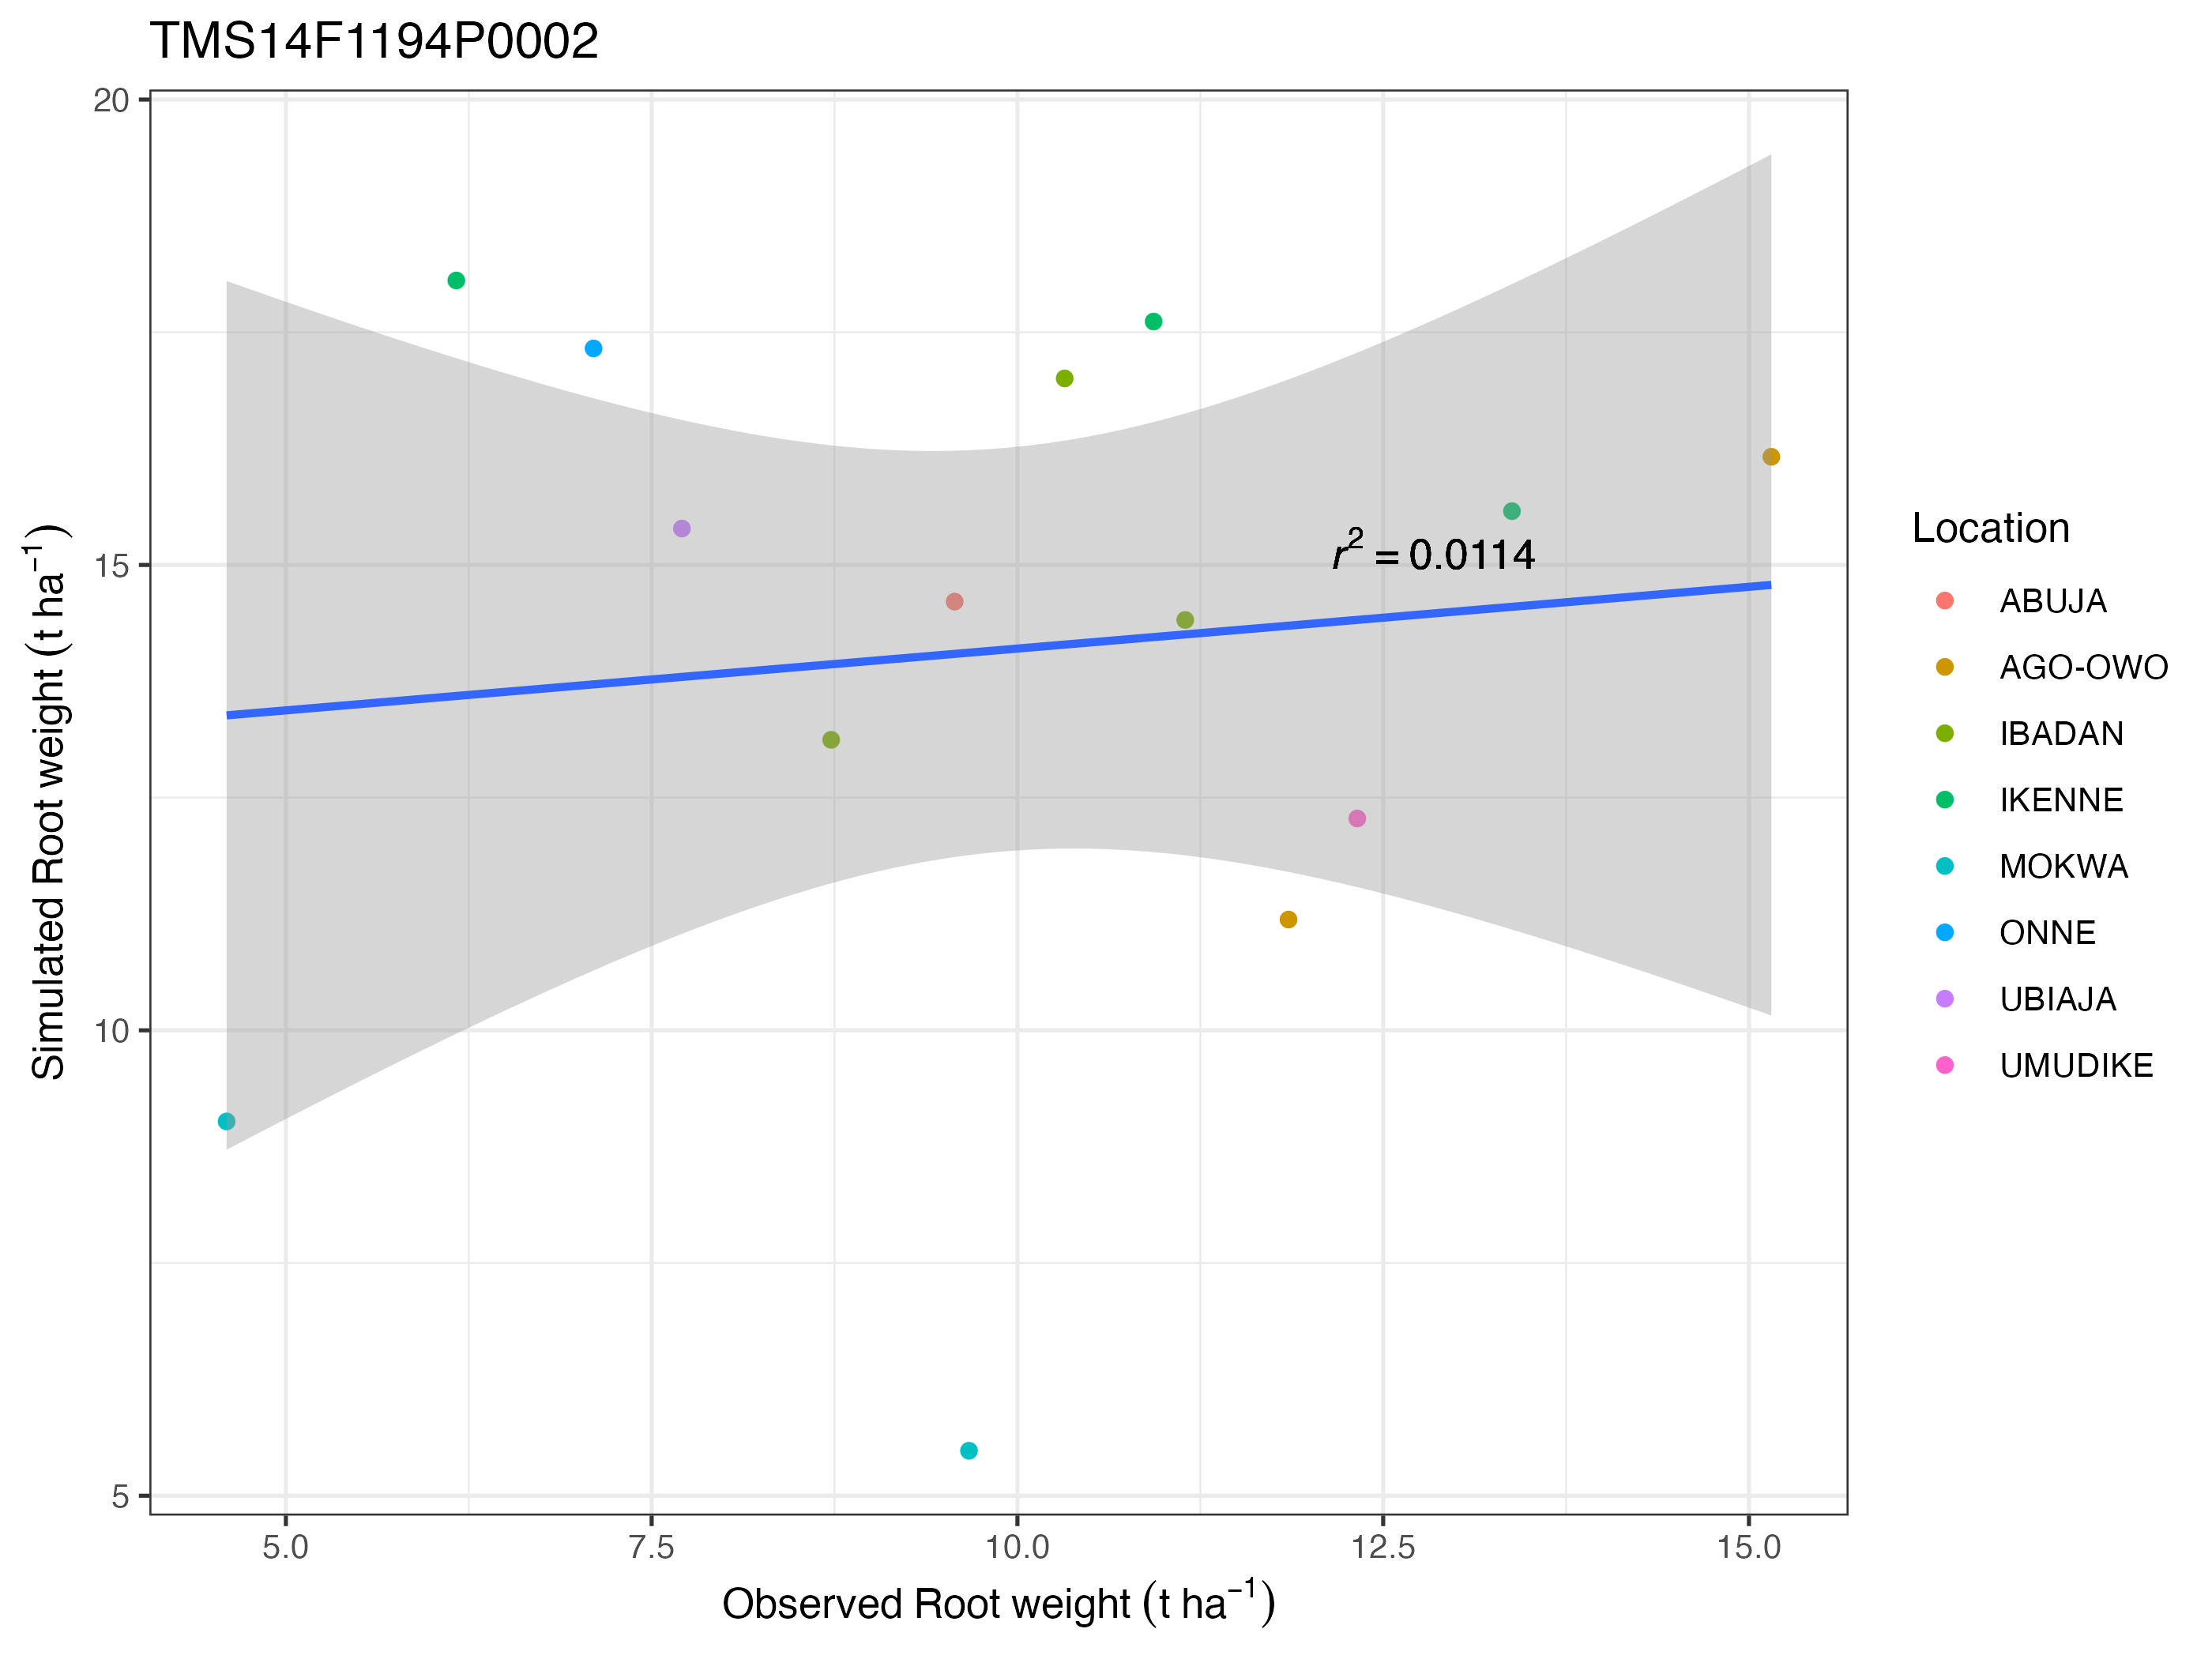 TMS14F1194P0002
20
15
10
5
Simulated Root weight (t ha⁻¹)
r² = 0.0114
5.0 7.5 10.0 12.5 15.0
Observed Root weight (t ha⁻¹)
Location
ABUJA
AGO-OWO
IBADAN
IKENNE
MOKWA
ONNE
UBIAJA
UMUDIKE